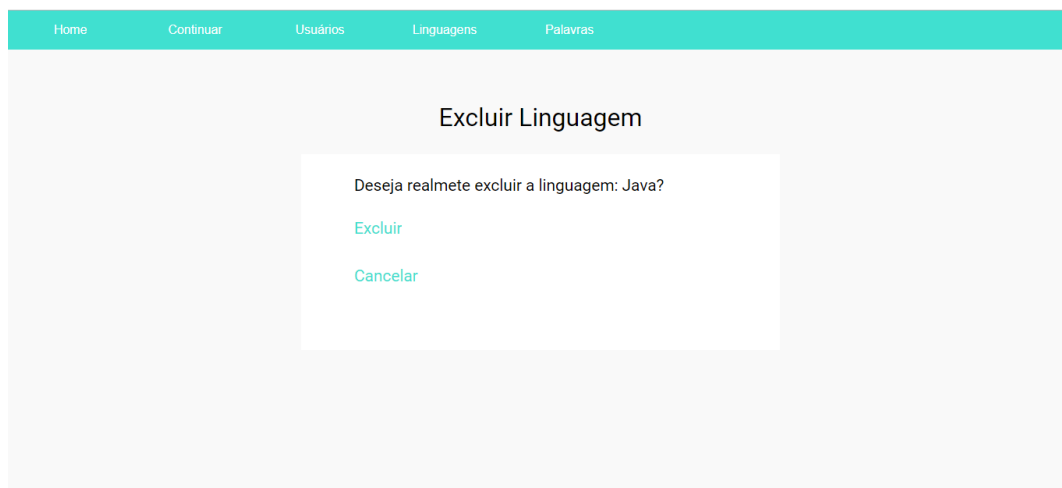 Home Continuar Usuários Linguagens Palavras
Excluir Linguagem
Deseja realmete excluir a linguagem: Java?
Excluir
Cancelar